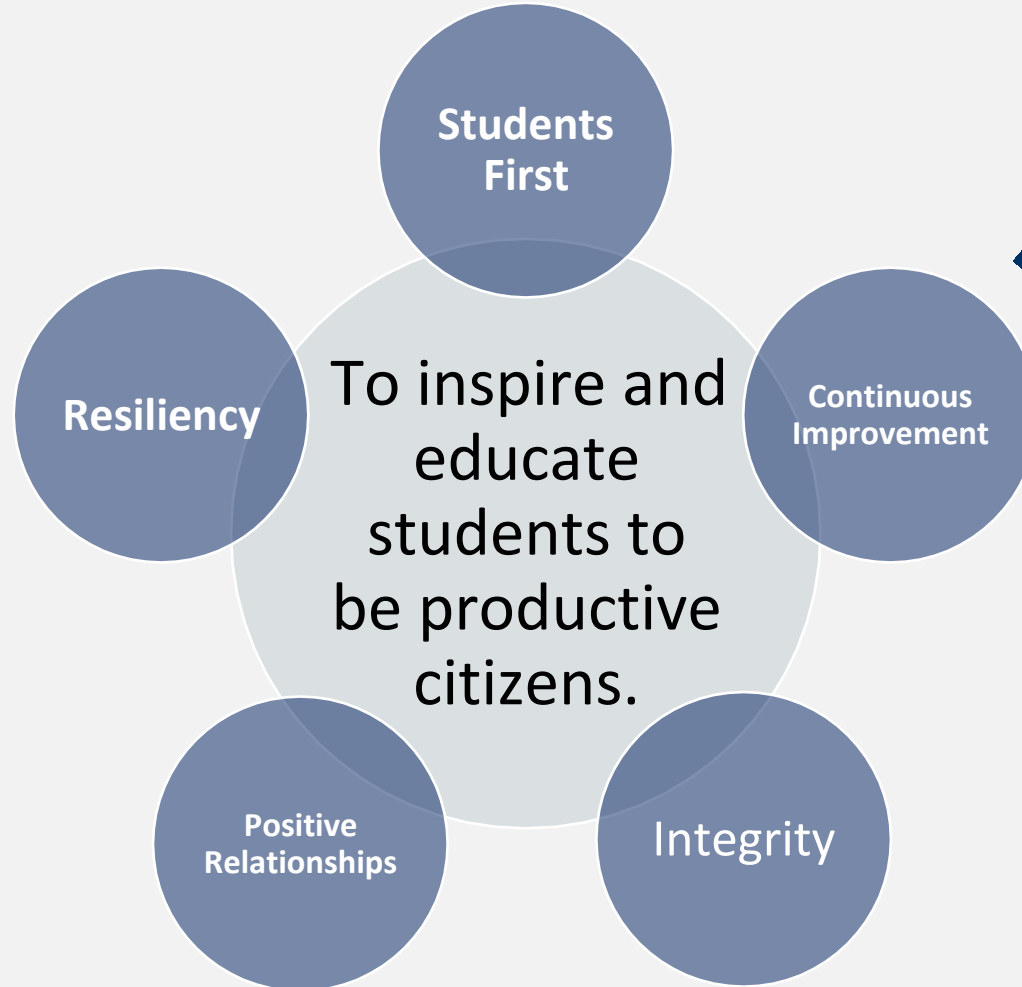 Students
First
Resiliency
To inspire and
educate
students to
be productive
citizens.
Continuous
Improvement
Positive
Relationships
Integrity